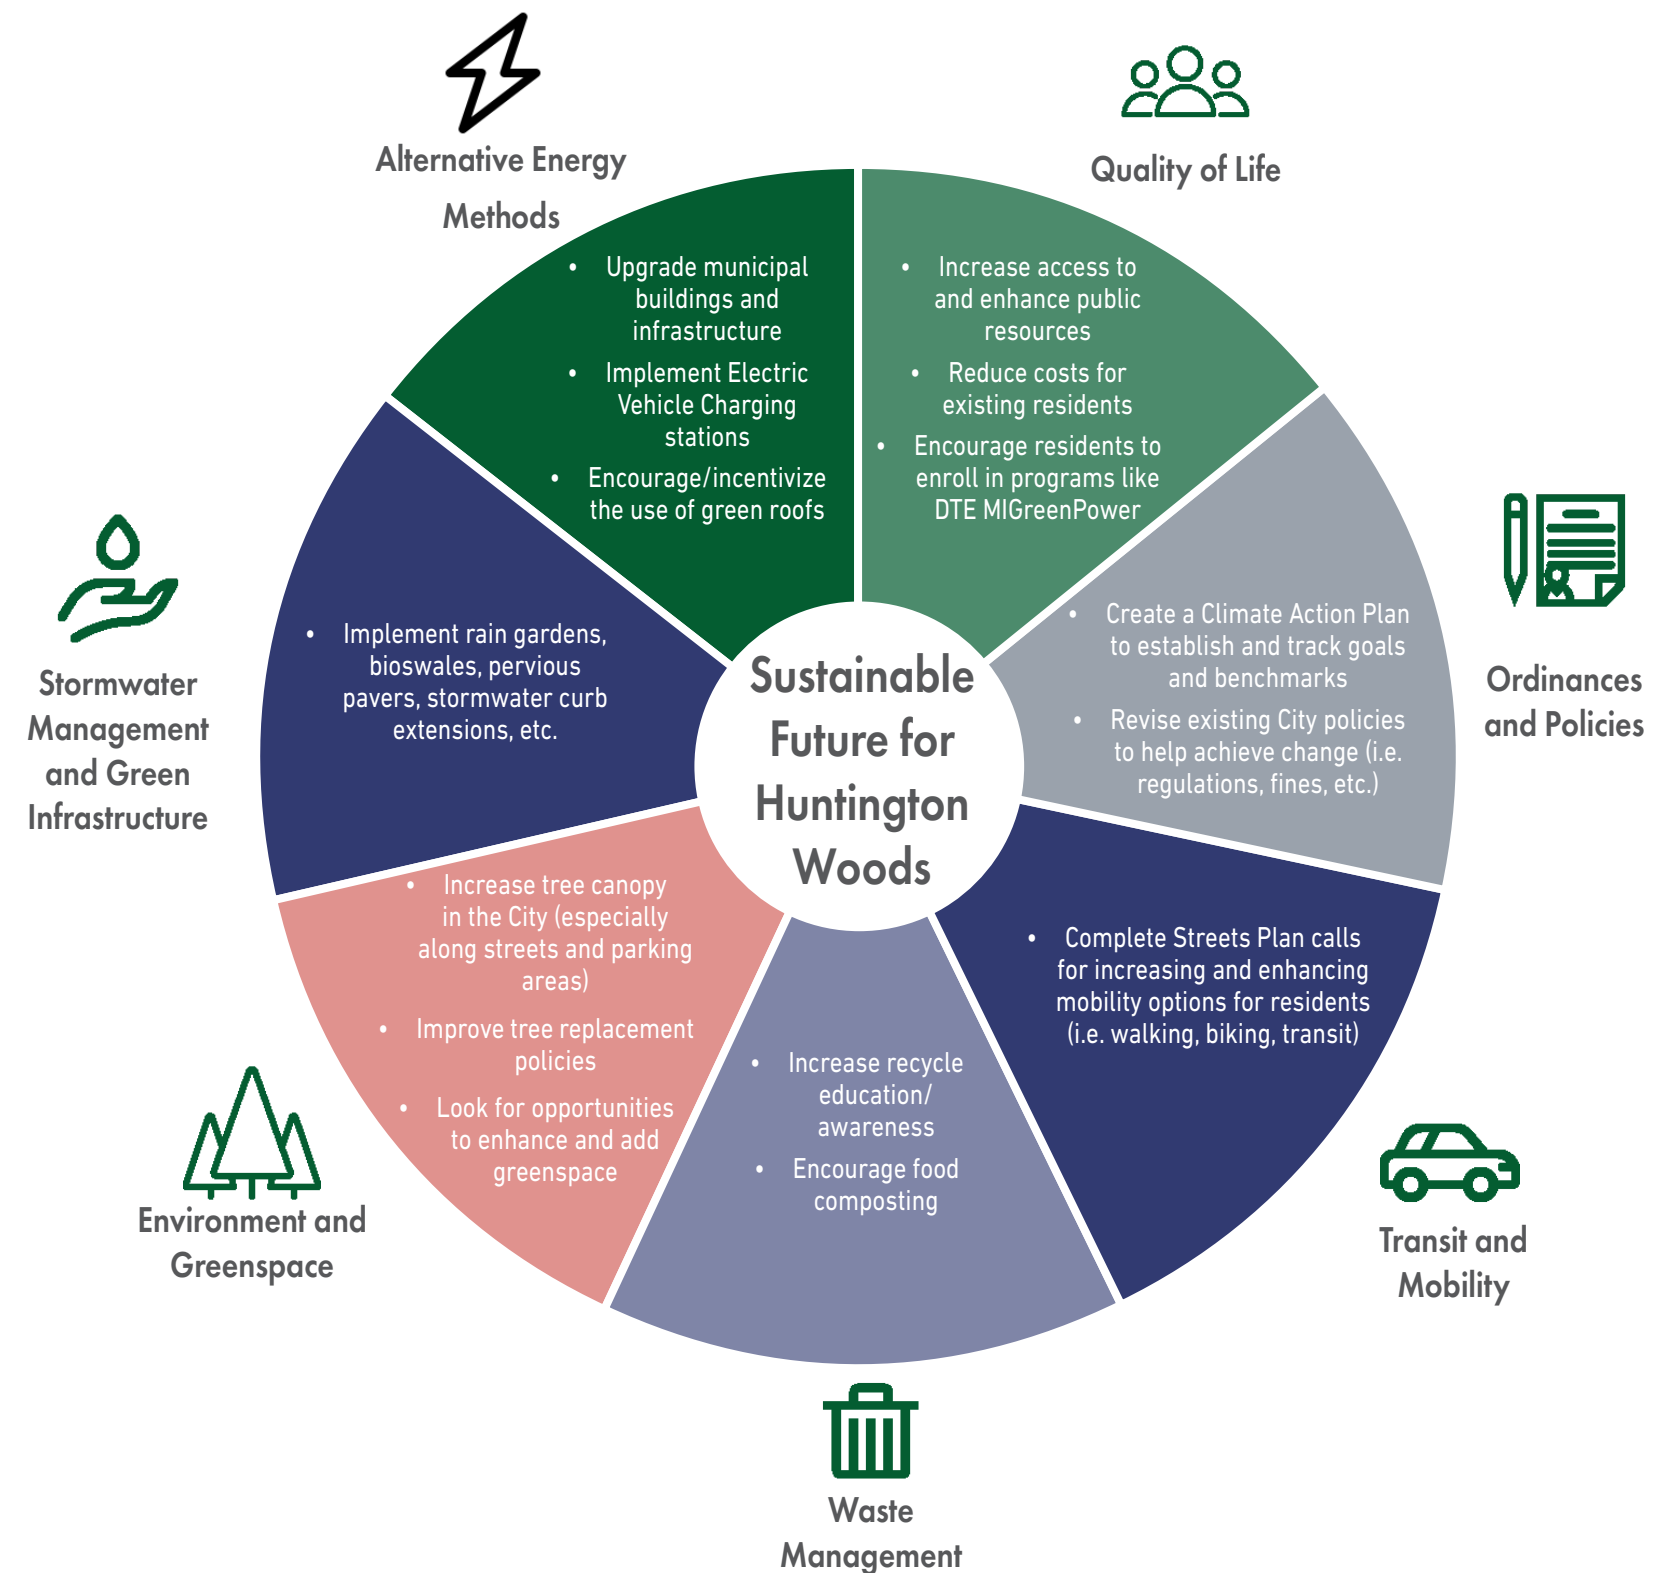 Alternative Energy
Methods
• Upgrade municipal
buildings and
infrastructure
• Implement Electric
Vehicle Charging
stations
• Encourage/incentivize
the use of green roofs
Quality of Life
• Increase access to
and enhance public
resources
• Reduce costs for
existing residents
• Encourage residents to
enroll in programs like
DTE MIGreenPower
Ordinances
and Policies
• Create a Climate Action Plan
to establish and track goals
and benchmarks
• Revise existing City policies
to help achieve change (i.e.
regulations, fines, etc.)
Transit and
Mobility
• Complete Streets Plan calls
for increasing and enhancing
mobility options for residents
(i.e. walking, biking, transit)
Waste
Management
• Increase recycle
education/
awareness
• Encourage food
composting
Environment and
Greenspace
• Increase tree canopy
in the City (especially
along streets and parking
areas)
• Improve tree replacement
policies
• Look for opportunities
to enhance and add
greenspace
Stormwater
Management
and Green
Infrastructure
• Implement rain gardens,
bioswales, pervious
pavers, stormwater curb
extensions, etc.
Sustainable
Future for
Huntington
Woods